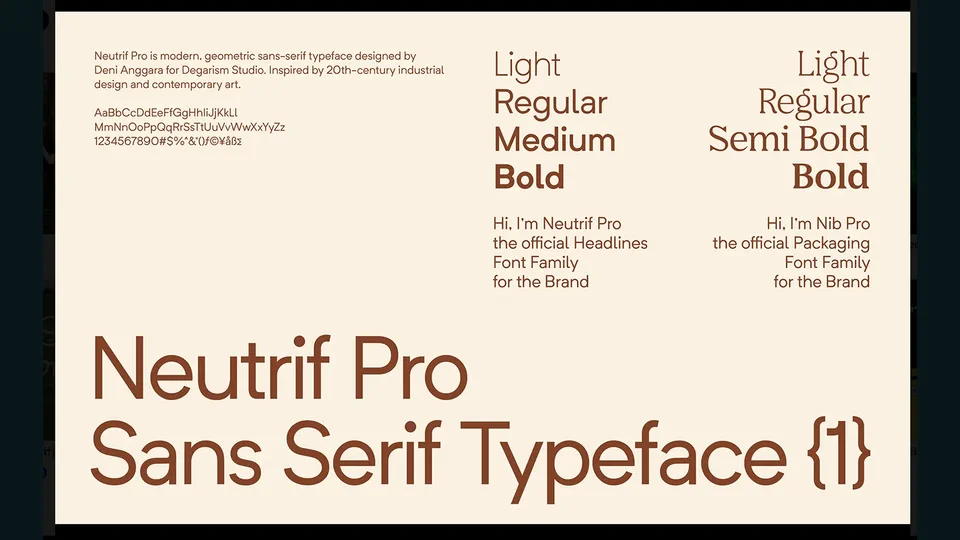 Neutrif Pro is modern, geometric sans-serif typeface designed by
Deni Anggara for Degarism Studio. Inspired by 20th-century industrial
design and contemporary art.
AaBbCcDdEeFfGgHhIiJjKkLl
MmNnOoPpQqRrSsTtUuVvWwXxYyZz
1234567890#$%^&*()ƒ©¥åßΣ
Light
Regular
Medium
Bold
Hi, I'm Neutrif Pro
the official Headlines
Font Family
for the Brand
Light
Regular
Semi Bold
Bold
Hi, I'm Nib Pro
the official Packaging
Font Family
for the Brand
Neutrif Pro
Sans Serif Typeface {1}